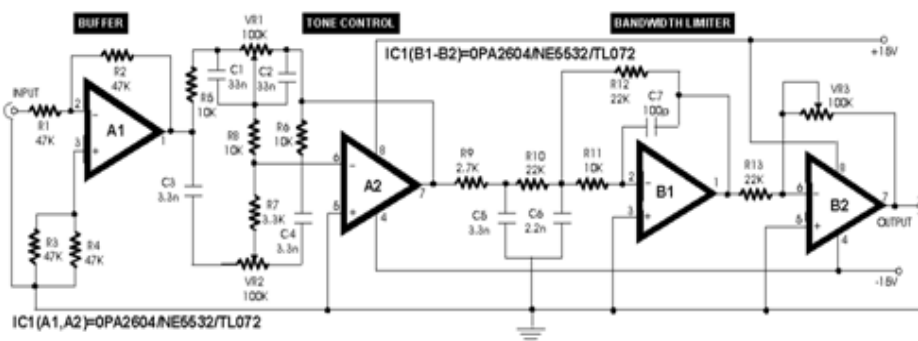 BUFFER
TONE CONTROL
BANDWIDTH LIMITER
VR1
100K
IC1(B1-B2)=0PA2604/NE5532/TL072
+15V
R2
47K
C1
33n
C2
33n
R12
22K
C7
100p
VR3
100K
INPUT
R5
10K
R1
47K
2
3
A1
1
R8
10K
R6
10K
6
5
A2
8
7
4
R9
2.7K
R10
22K
R11
10K
2
3
B1
1
R13
22K
6
5
B2
8
7
4
OUTPUT
C3
3.3n
R7
3.3K
C4
3.3n
C5
3.3n
C6
2.2n
R3
47K
R4
47K
VR2
100K
-15V
IC1(A1,A2)=0PA2604/NE5532/TL072